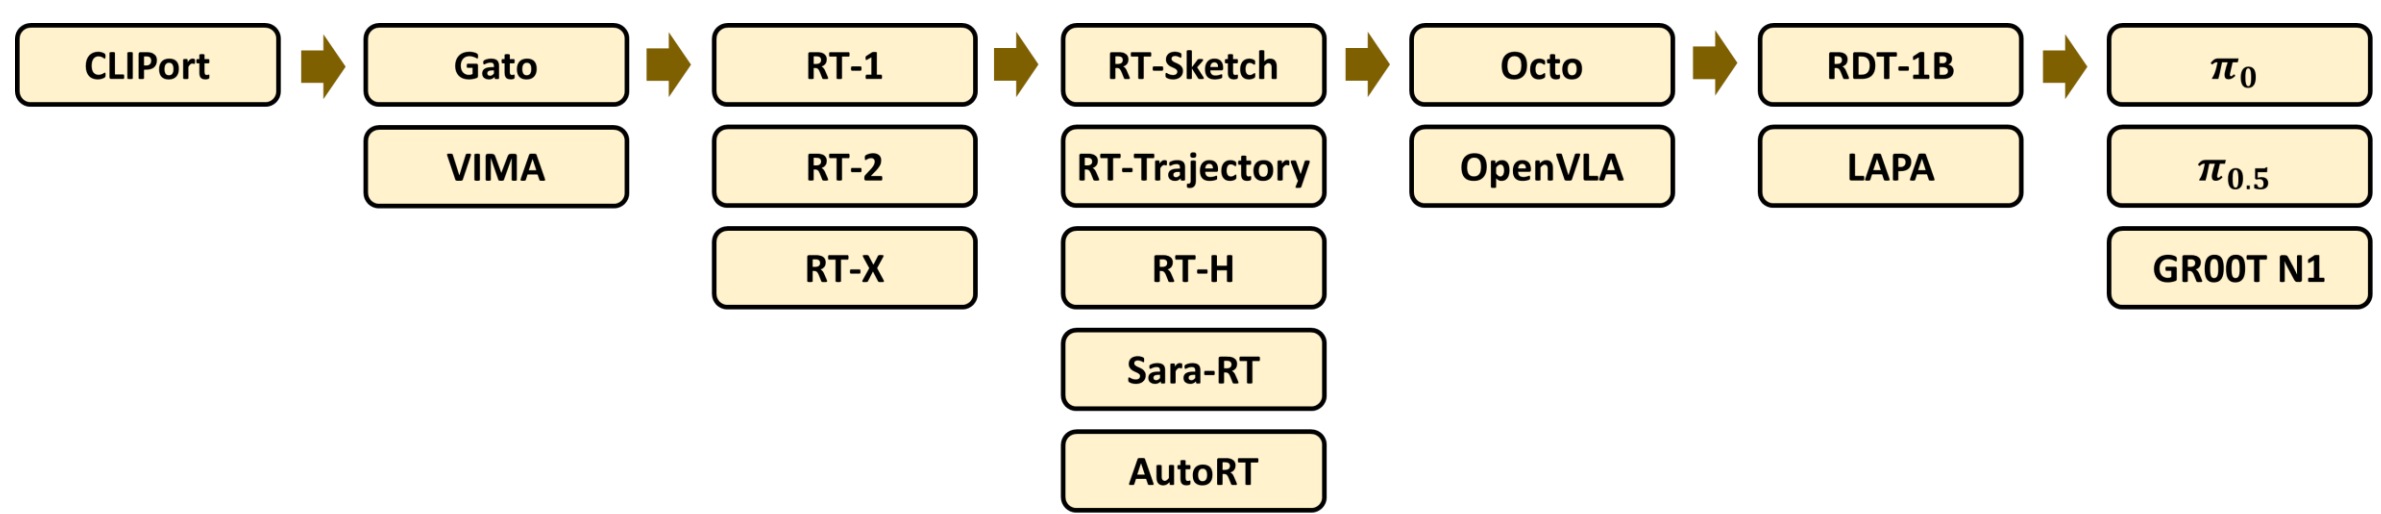 CLIPort
Gato
VIMA
RT-1
RT-2
RT-X
RT-Sketch
RT-Trajectory
RT-H
Sara-RT
AutoRT
Octo
OpenVLA
RDT-1B
LAPA
π₀
π₀.₅
GR00T N1